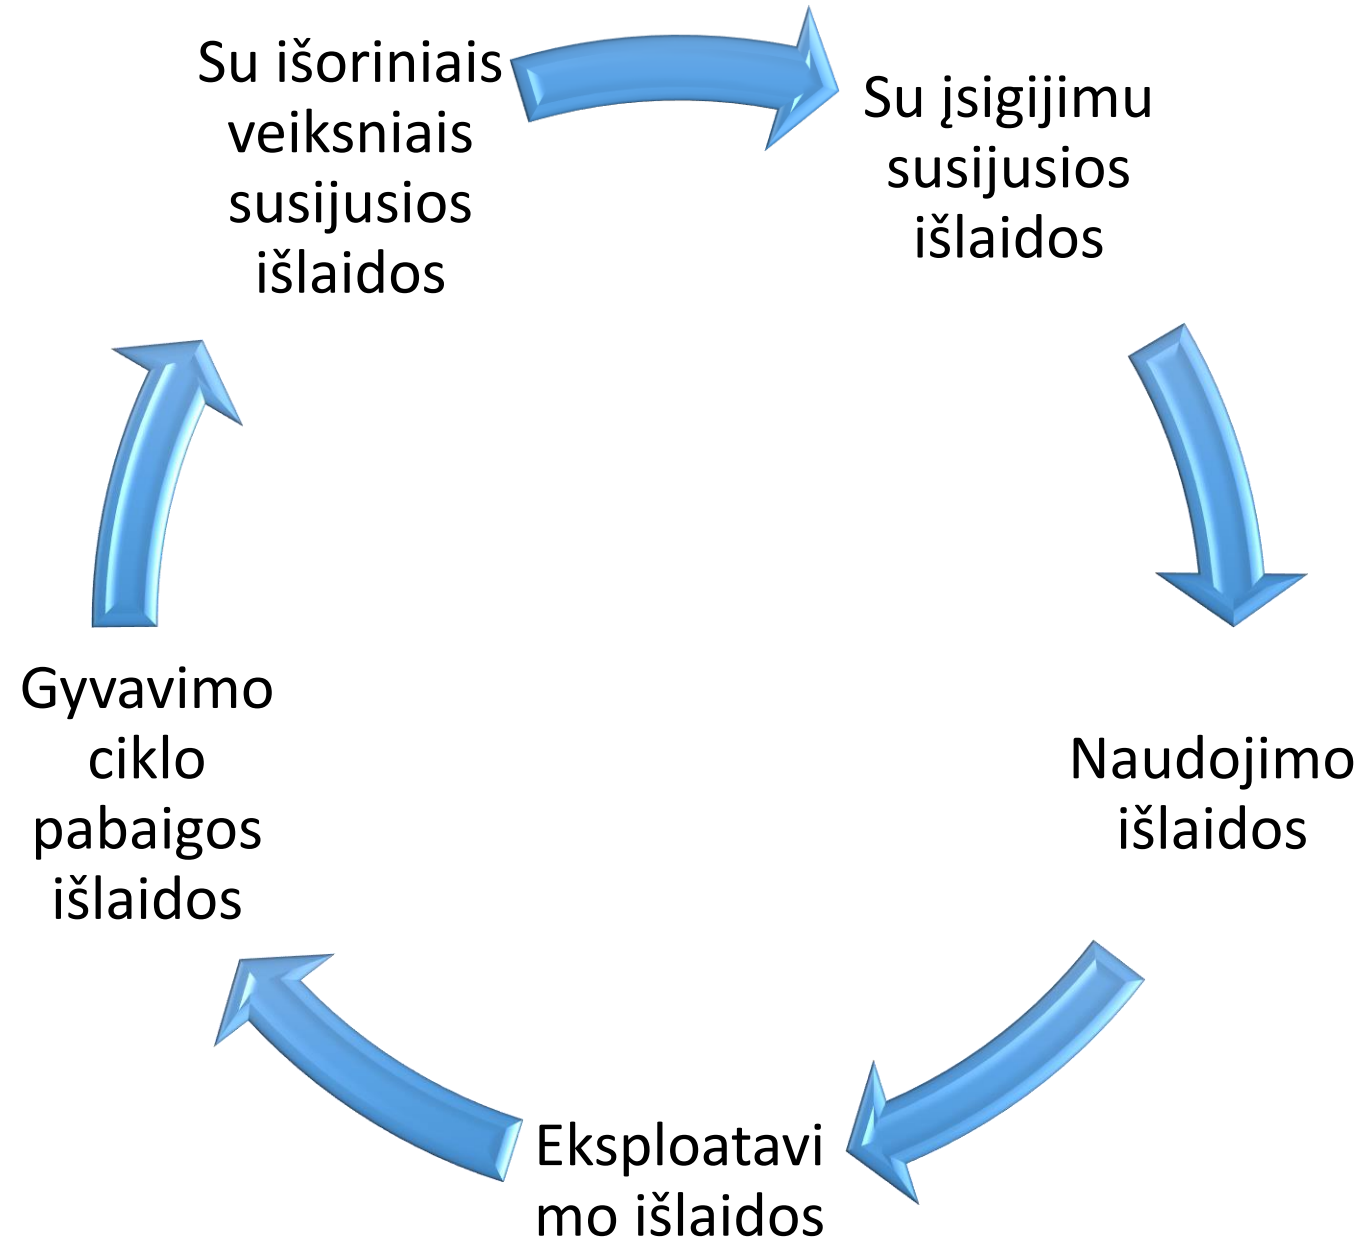 Su išoriniais
veiksniais
susijusios
išlaidos
Su įsigijimu
susijusios
išlaidos
Naudojimo
išlaidos
Eksploatavi
mo išlaidos
Gyvavimo
ciklo
pabaigos
išlaidos